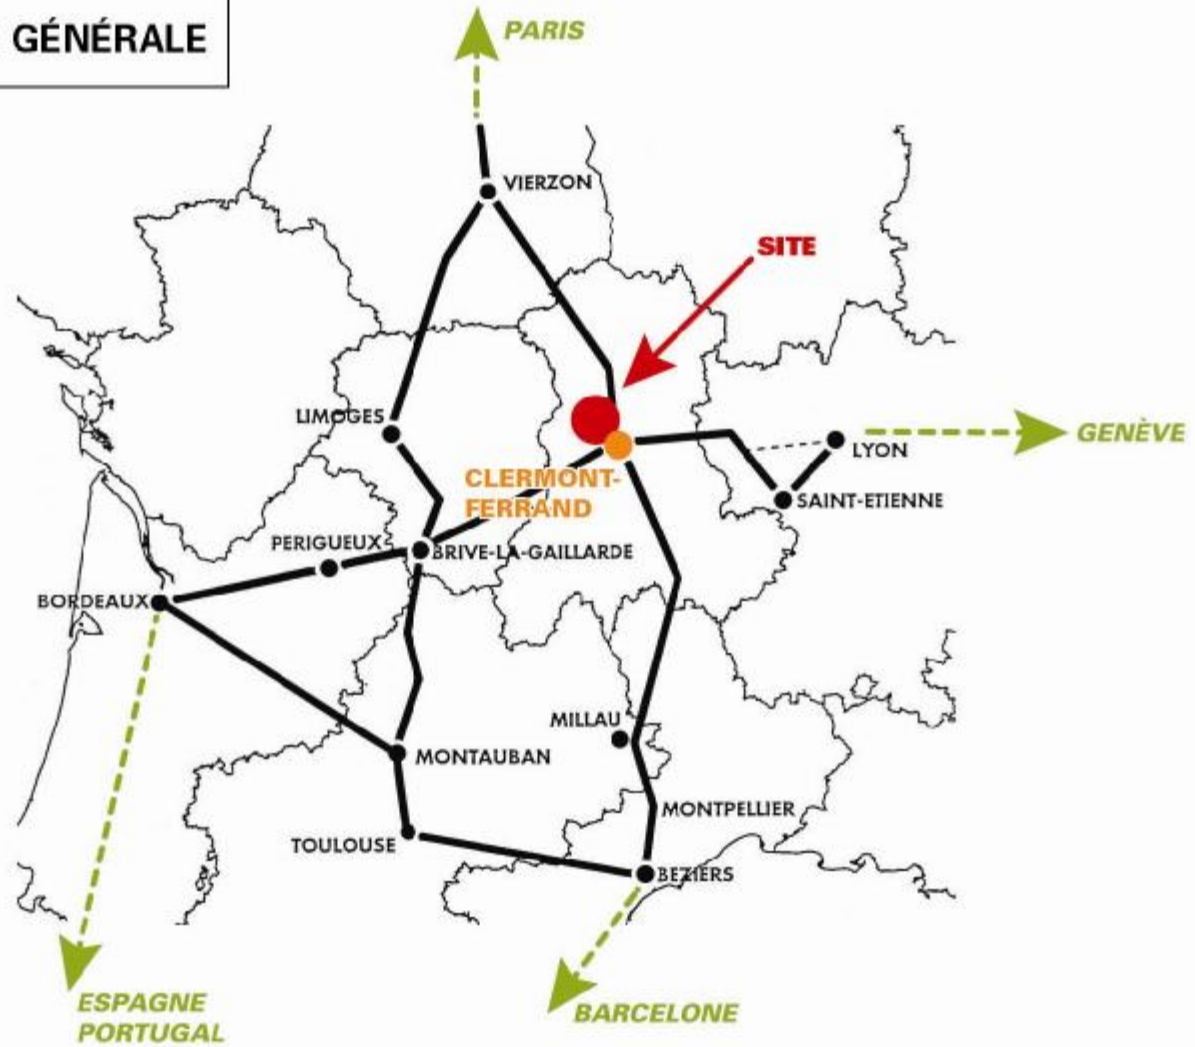 GÉNÉRALE
PARIS
VIERZON
SITE
LIMOGES
GENÈVE
LYON
CLERMONT-
FERRAND
SAINT-ETIENNE
PERIGUEUX
BRIVE-LA-GAILLARDE
BORDEAUX
MILLAU
MONTAUBAN
MONTPELLIER
TOULOUSE
BEZIERS
ESPAGNE
PORTUGAL
BARCELONE